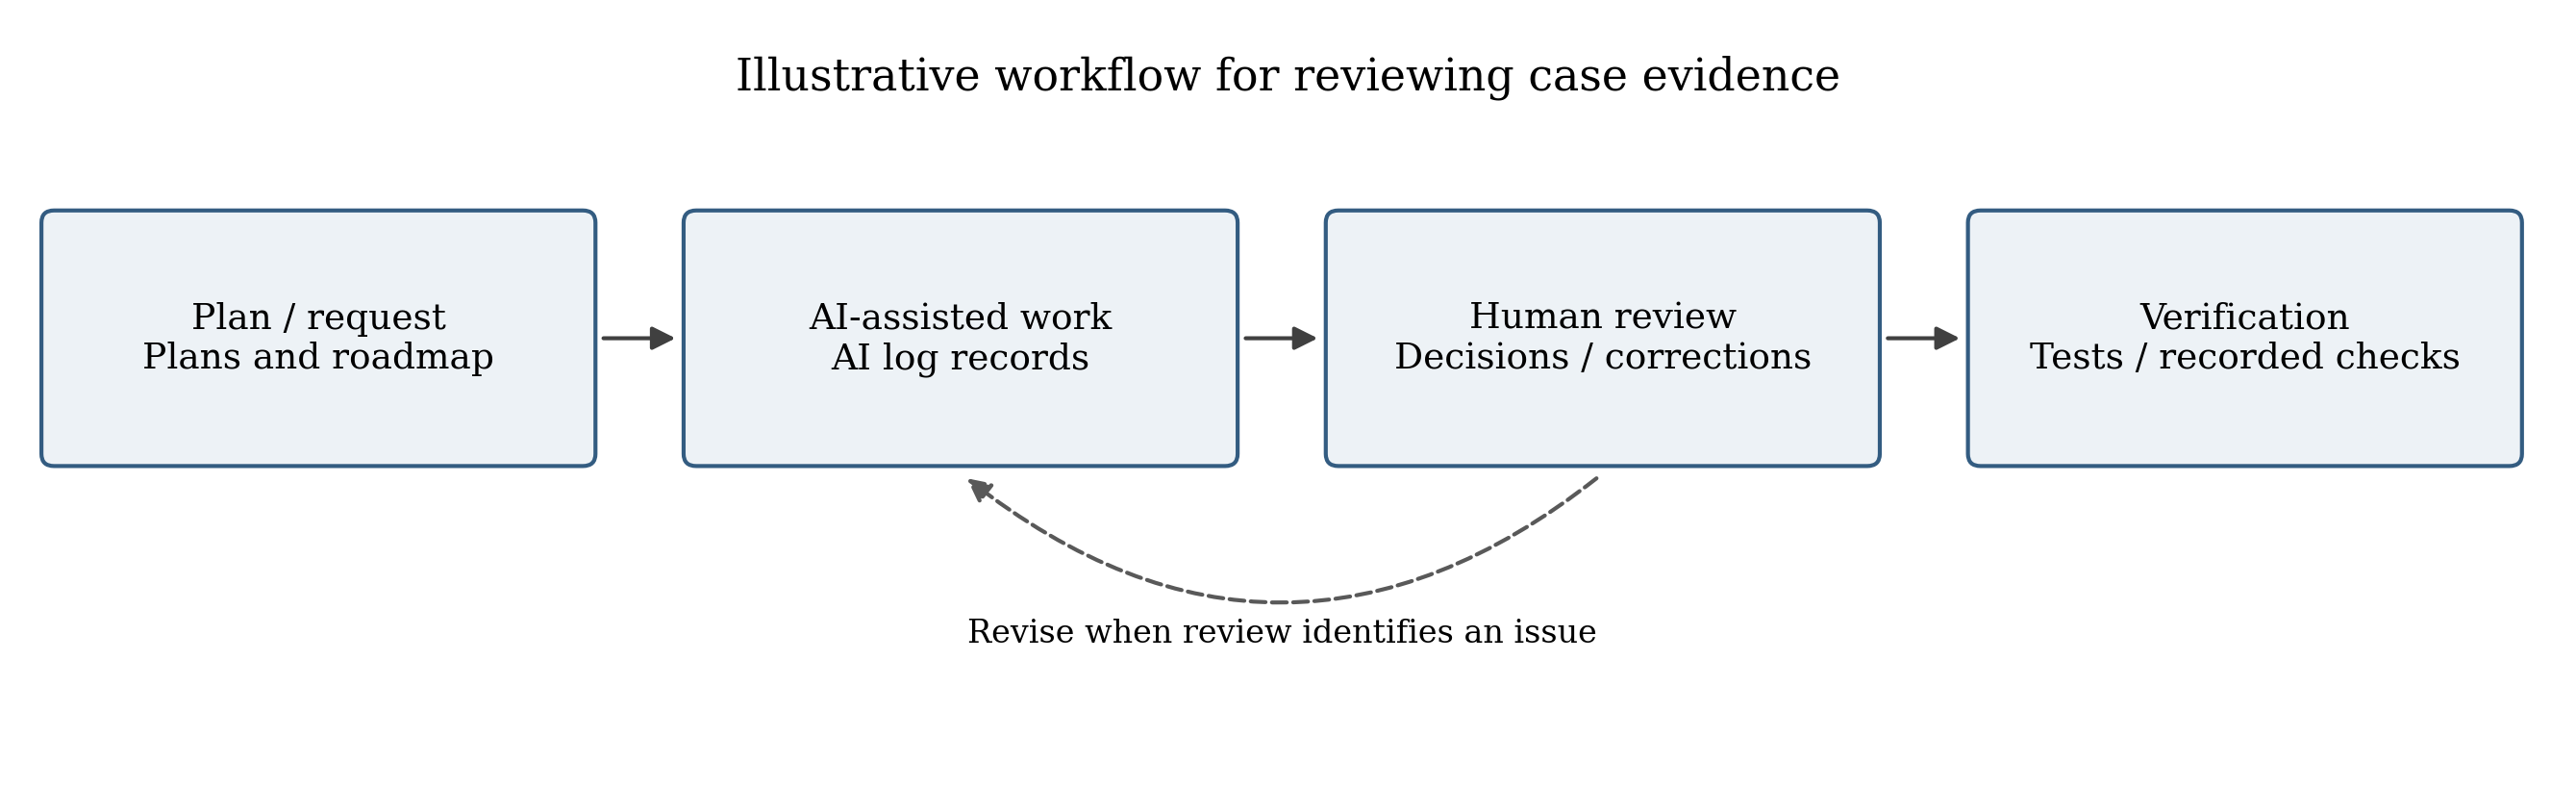 Illustrative workflow for reviewing case evidence
Plan / request
Plans and roadmap
AI-assisted work
AI log records
Human review
Decisions / corrections
Verification
Tests / recorded checks
Revise when review identifies an issue